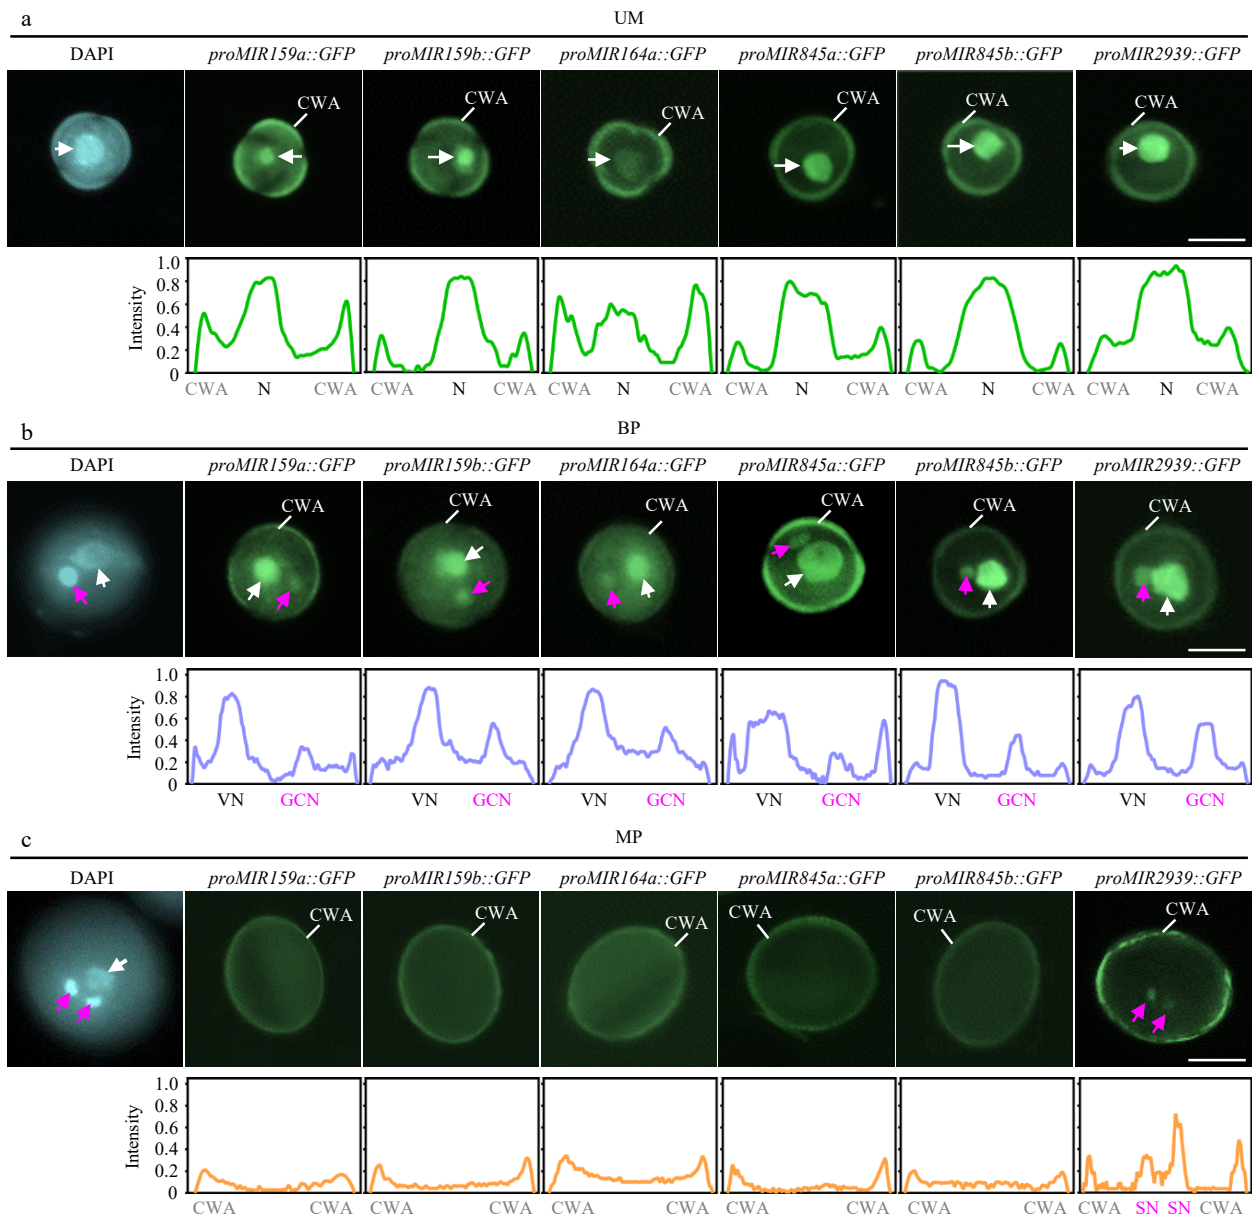 a
UM
DAPI proMIR159a::GFP proMIR159b::GFP proMIR164a::GFP proMIR845a::GFP proMIR845b::GFP proMIR2939::GFP
CWA CWA CWA CWA CWA CWA
Intensity
1.0
0.8
0.6
0.4
0.2
0
CWA N CWA CWA N CWA CWA N CWA CWA N CWA CWA N CWA CWA N CWA
b
BP
DAPI proMIR159a::GFP proMIR159b::GFP proMIR164a::GFP proMIR845a::GFP proMIR845b::GFP proMIR2939::GFP
CWA CWA CWA CWA CWA CWA
Intensity
1.0
0.8
0.6
0.4
0.2
0
VN GCN VN GCN VN GCN VN GCN VN GCN VN GCN
c
MP
DAPI proMIR159a::GFP proMIR159b::GFP proMIR164a::GFP proMIR845a::GFP proMIR845b::GFP proMIR2939::GFP
CWA CWA CWA CWA CWA CWA
Intensity
1.0
0.8
0.6
0.4
0.2
0
CWA CWA CWA CWA CWA CWA CWA CWA CWA CWA CWA SN SN CWA